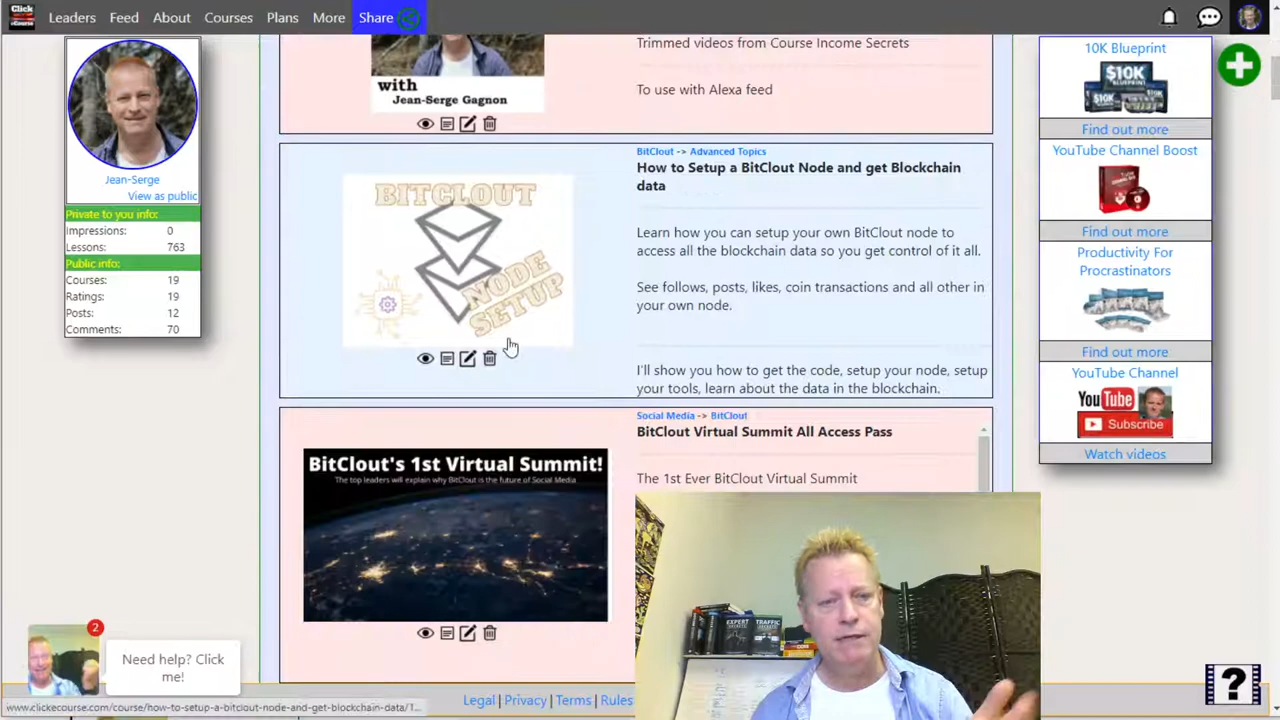 Click
eCourse
Leaders
Feed
About
Courses
Plans
More
Share
Jean-Serge
View as public
Private to you info:
Impressions: 0
Lessons: 763
Public info:
Courses: 19
Ratings: 19
Posts: 12
Comments: 70
with
Jean-Serge Gagnon
Trimmed videos from Course Income Secrets
To use with Alexa feed
BITCLOUT
NODE
SETUP
BitClout -> Advanced Topics
How to Setup a BitClout Node and get Blockchain
data
Learn how you can setup your own BitClout node to
access all the blockchain data so you get control of it all.
See follows, posts, likes, coin transactions and all other in
your own node.
I'll show you how to get the code, setup your node, setup
your tools, learn about the data in the blockchain.
BitClout's 1st Virtual Summit!
The top leaders will explain why BitClout is the future of Social Media
Social Media -> BitClout
BitClout Virtual Summit All Access Pass
The 1st Ever BitClout Virtual Summit
10K Blueprint
$10K
BLUEPRINT
Find out more
YouTube Channel Boost
Find out more
Productivity For
Procrastinators
Find out more
YouTube Channel
YouTube
Subscribe
Watch videos
EXPERT
SECRETS
TRAFFIC
SECRETS
2
Need help? Click
me!
Legal | Privacy | Terms | Rules
www.clickecourse.com/course/how-to-setup-a-bitclout-node-and-get-blockchain-data/T...
?